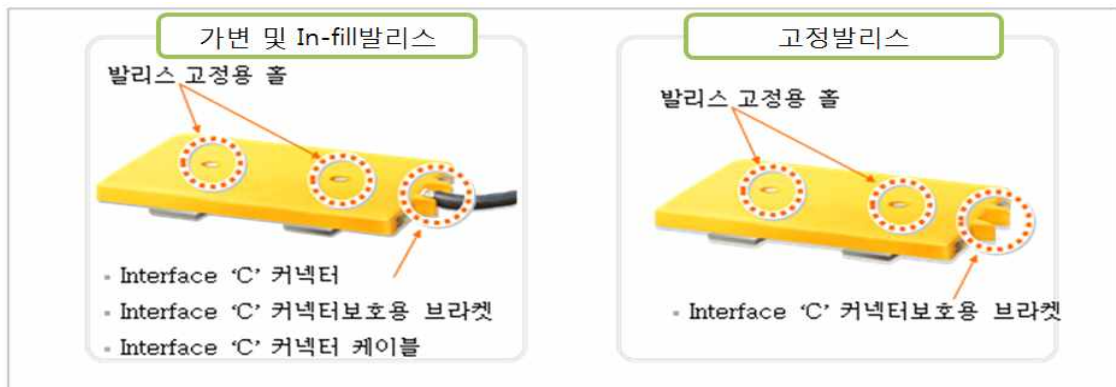 가변 및 In-fill발리스
발리스 고정용 홀
- Interface ‘C’ 커넥터
- Interface ‘C’ 커넥터보호용 브라켓
- Interface ‘C’ 커넥터 케이블
고정발리스
발리스 고정용 홀
- Interface ‘C’ 커넥터보호용 브라켓